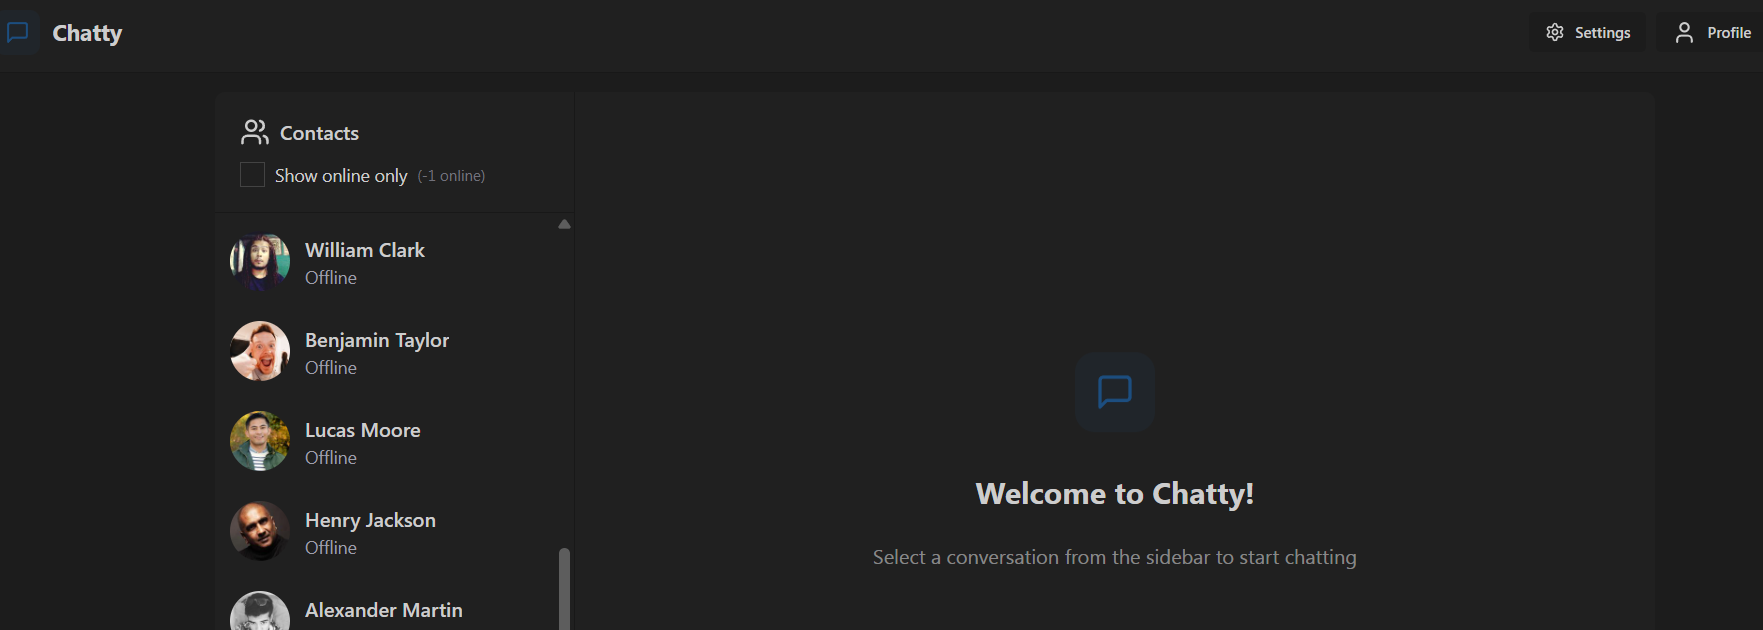 Chatty
Settings
Profile
Contacts
Show online only (-1 online)
William Clark
Offline
Benjamin Taylor
Offline
Lucas Moore
Offline
Henry Jackson
Offline
Alexander Martin
Welcome to Chatty!
Select a conversation from the sidebar to start chatting